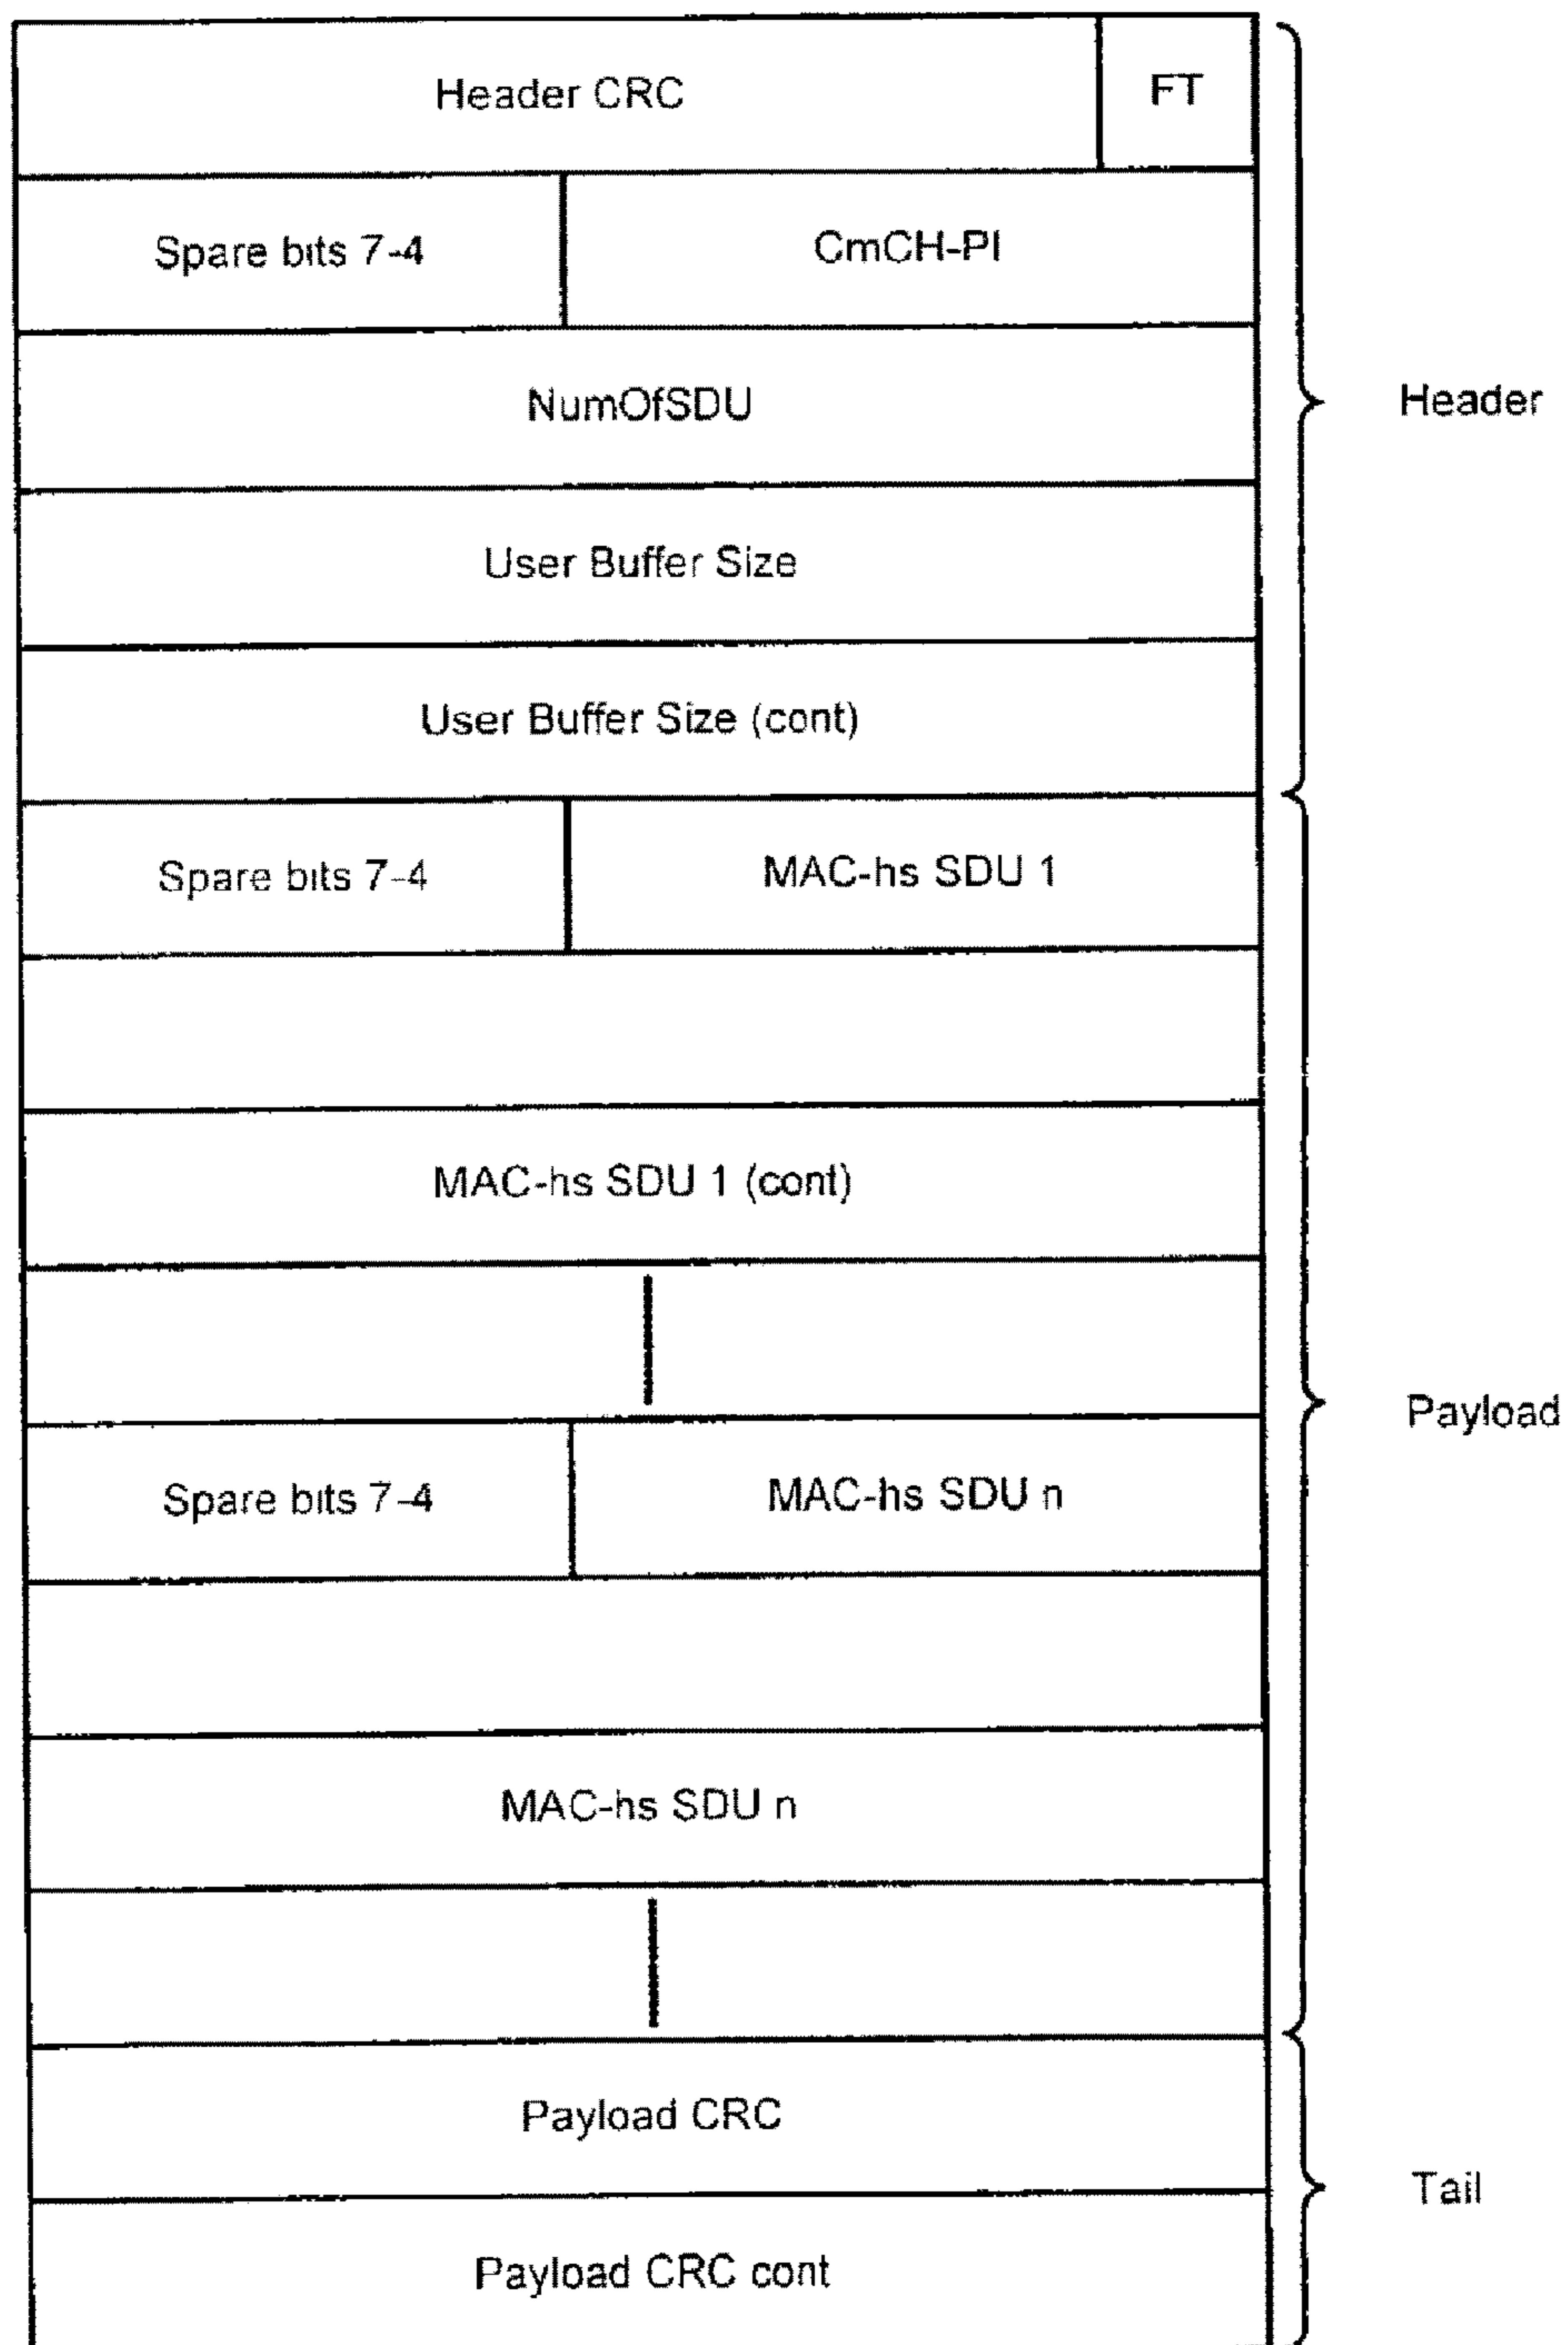 Header CRC
FT
Spare bits 7-4
CmCH-PI
NumOfSDU
Header
User Buffer Size
User Buffer Size (cont)
Spare bits 7-4
MAC-hs SDU 1
MAC-hs SDU 1 (cont)
Payload
Spare bits 7-4
MAC-hs SDU n
MAC-hs SDU n
Payload CRC
Tail
Payload CRC cont